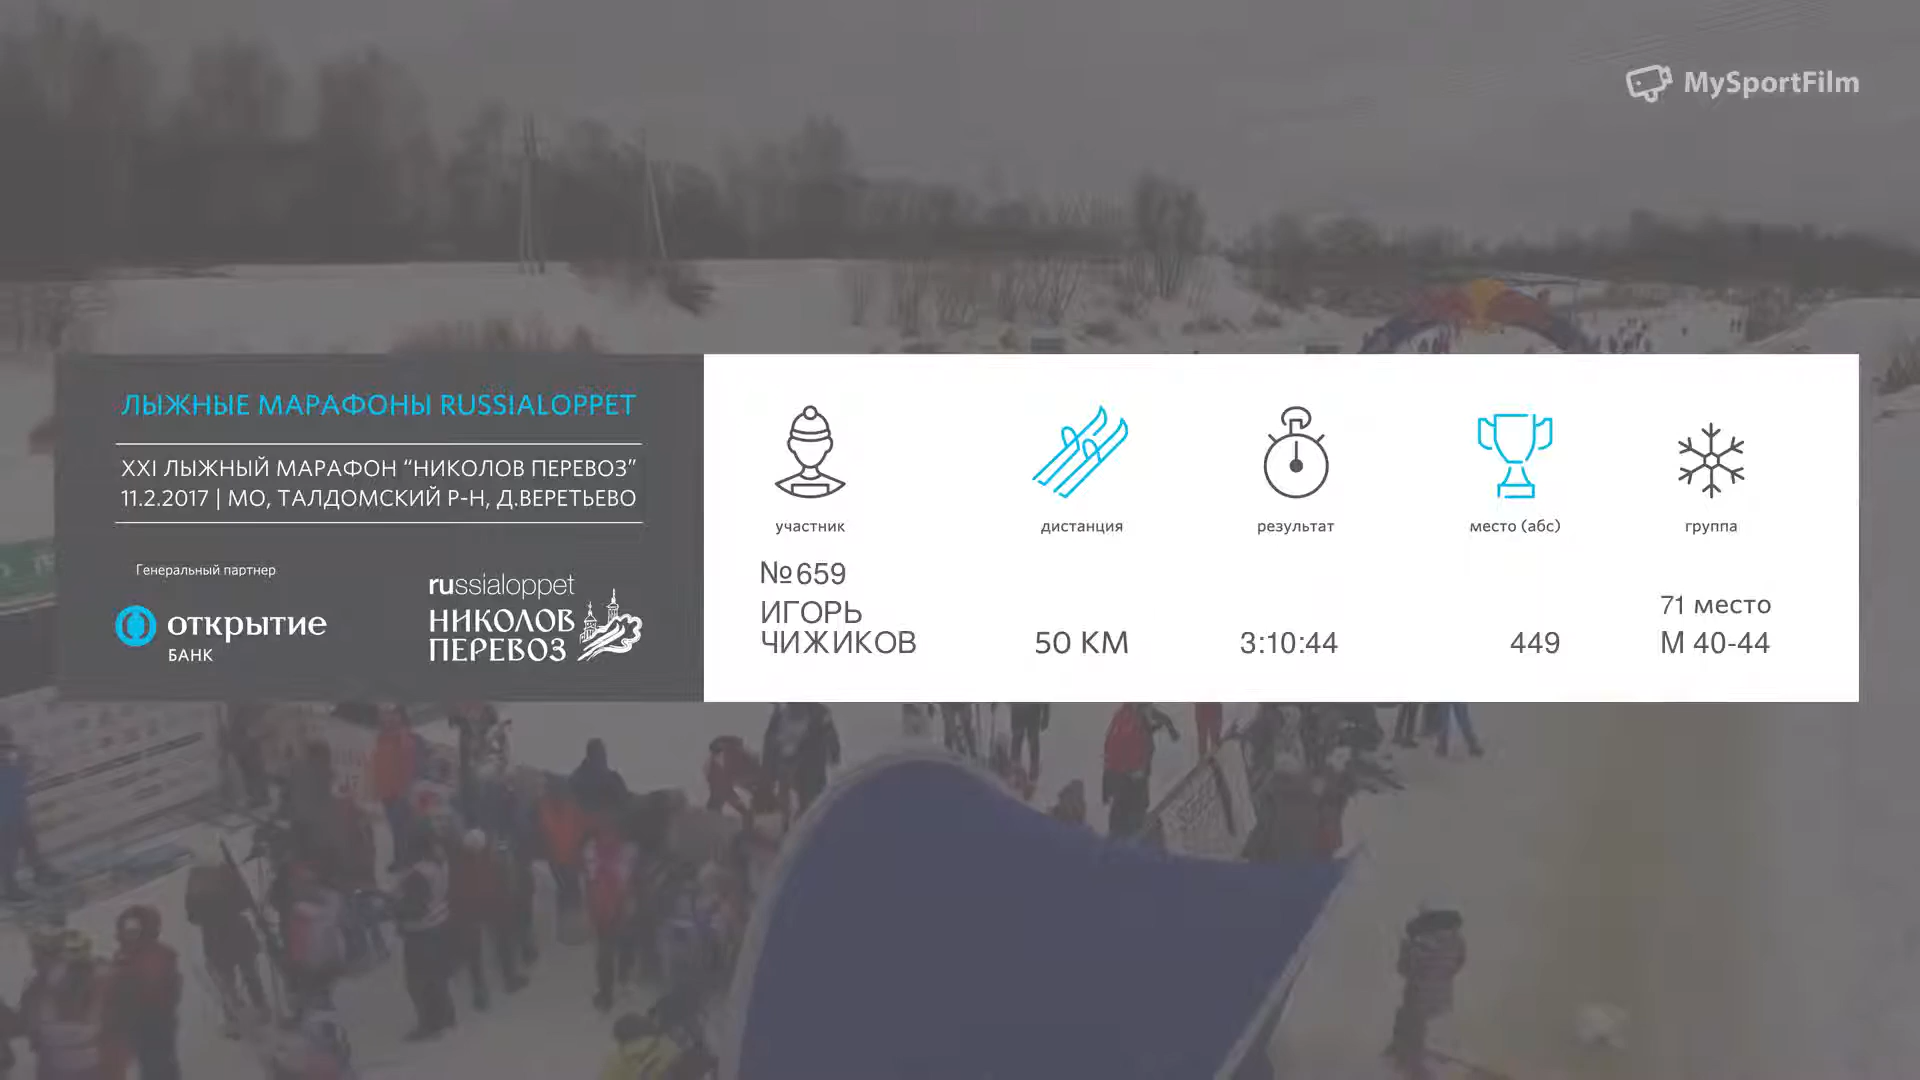 MySportFilm
ЛЫЖНЫЕ МАРАФОНЫ RUSSIALOPPET
XXI ЛЫЖНЫЙ МАРАФОН “НИКОЛОВ ПЕРЕВОЗ”
11.2.2017 | МО, ТАЛДОМСКИЙ Р-Н, Д.ВЕРЕТЬЕВО
Генеральный партнер
открытие
БАНК
russialoppet
НИКОЛОВ
ПЕРЕВОЗ
участник
№659
ИГОРЬ
ЧИЖИКОВ
дистанция
50 КМ
результат
3:10:44
место (абс)
449
группа
71 место
М 40-44